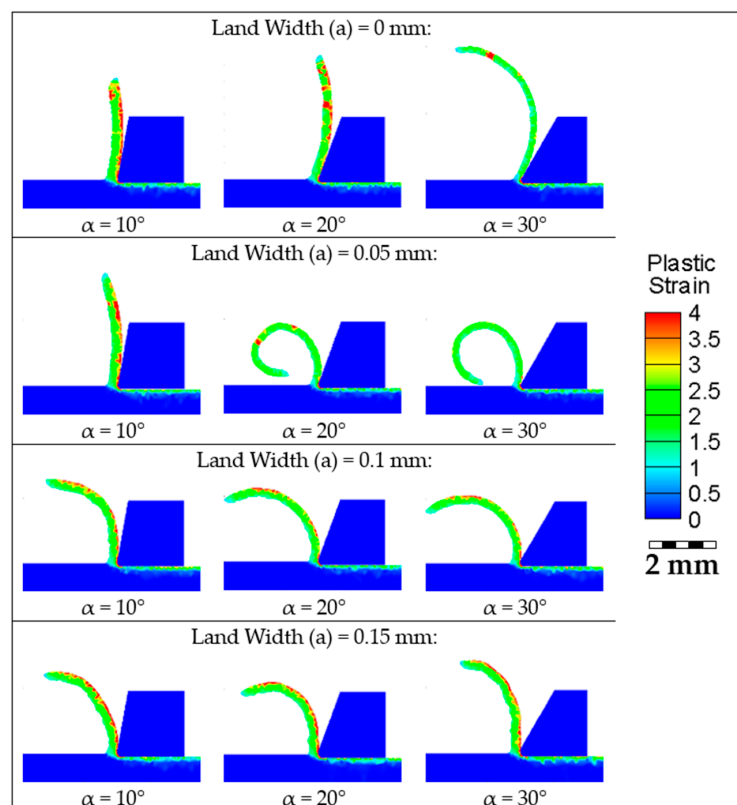 Land Width (a) = 0 mm:
α = 10°
α = 20°
α = 30°
Land Width (a) = 0.05 mm:
α = 10°
α = 20°
α = 30°
Land Width (a) = 0.1 mm:
α = 10°
α = 20°
α = 30°
Land Width (a) = 0.15 mm:
α = 10°
α = 20°
α = 30°
Plastic
Strain
4
3.5
3
2.5
2
1.5
1
0.5
0
2 mm